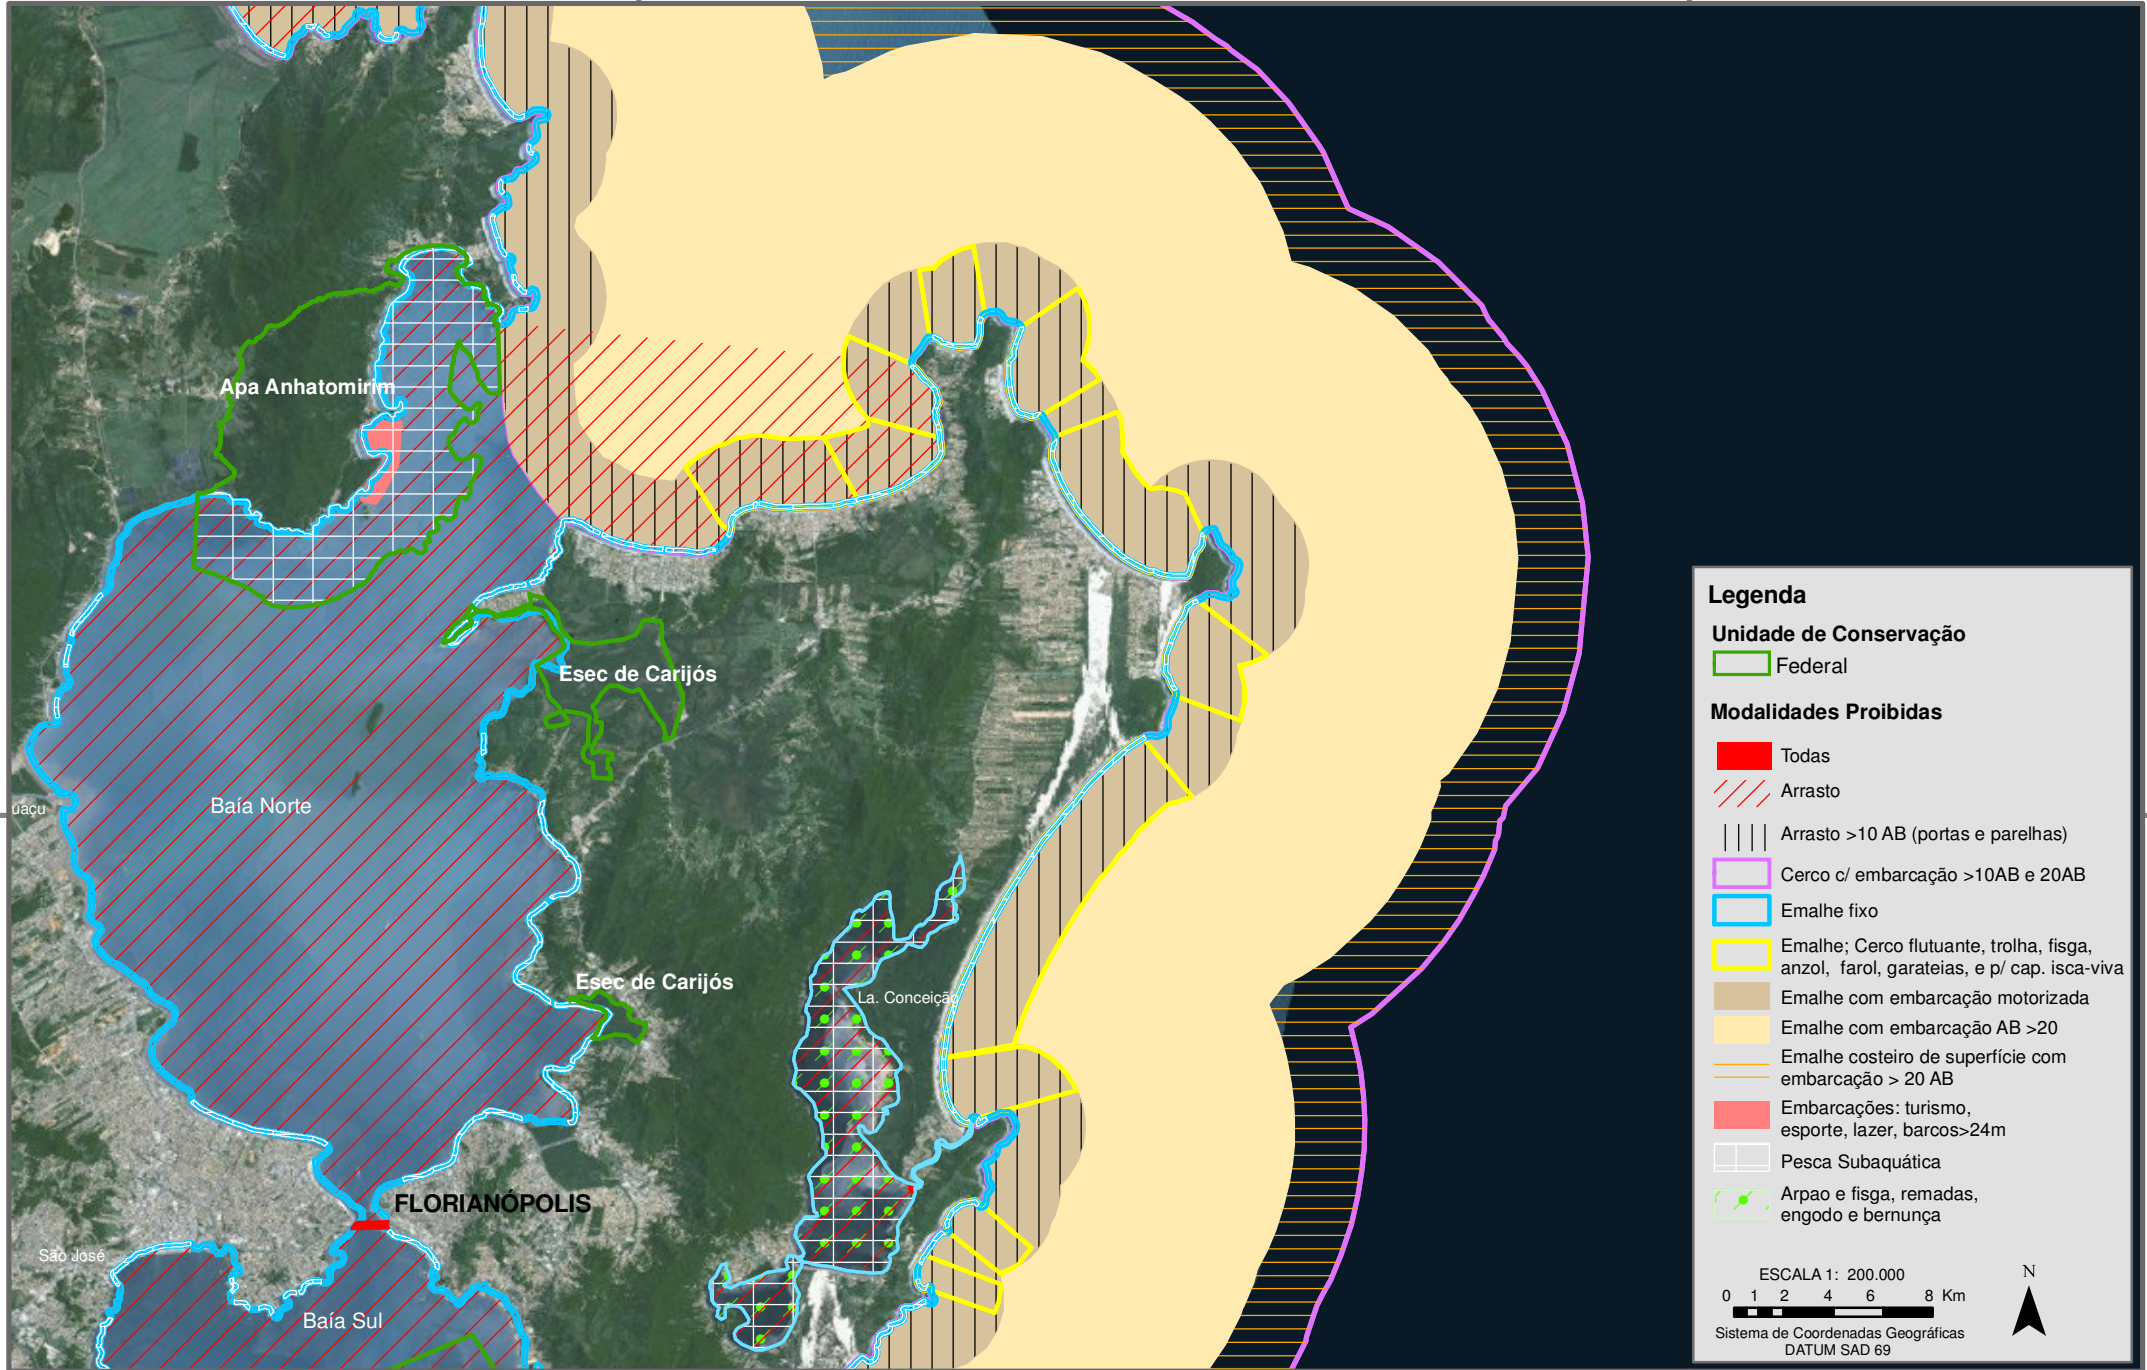 Apa Anhatomirim
Esec de Carijós
Baía Norte
uaçu
Esec de Carijós
La. Conceição
FLORIANÓPOLIS
São José
Baía Sul
Legenda
Unidade de Conservação
Federal
Modalidades Proibidas
Todas
Arrasto
Arrasto >10 AB (portas e parelhas)
Cerco c/ embarcação >10AB e 20AB
Emalhe fixo
Emalhe; Cerco flutuante, trolha, fisga,
anzol, farol, garateias, e p/ cap. isca-viva
Emalhe com embarcação motorizada
Emalhe com embarcação AB >20
Emalhe costeiro de superfície com
embarcação > 20 AB
Embarcações: turismo,
esporte, lazer, barcos>24m
Pesca Subaquática
Arpao e fisga, remadas,
engodo e bernunça
ESCALA 1: 200.000
N
0 1 2 4 6 8 Km
Sistema de Coordenadas Geográficas
DATUM SAD 69